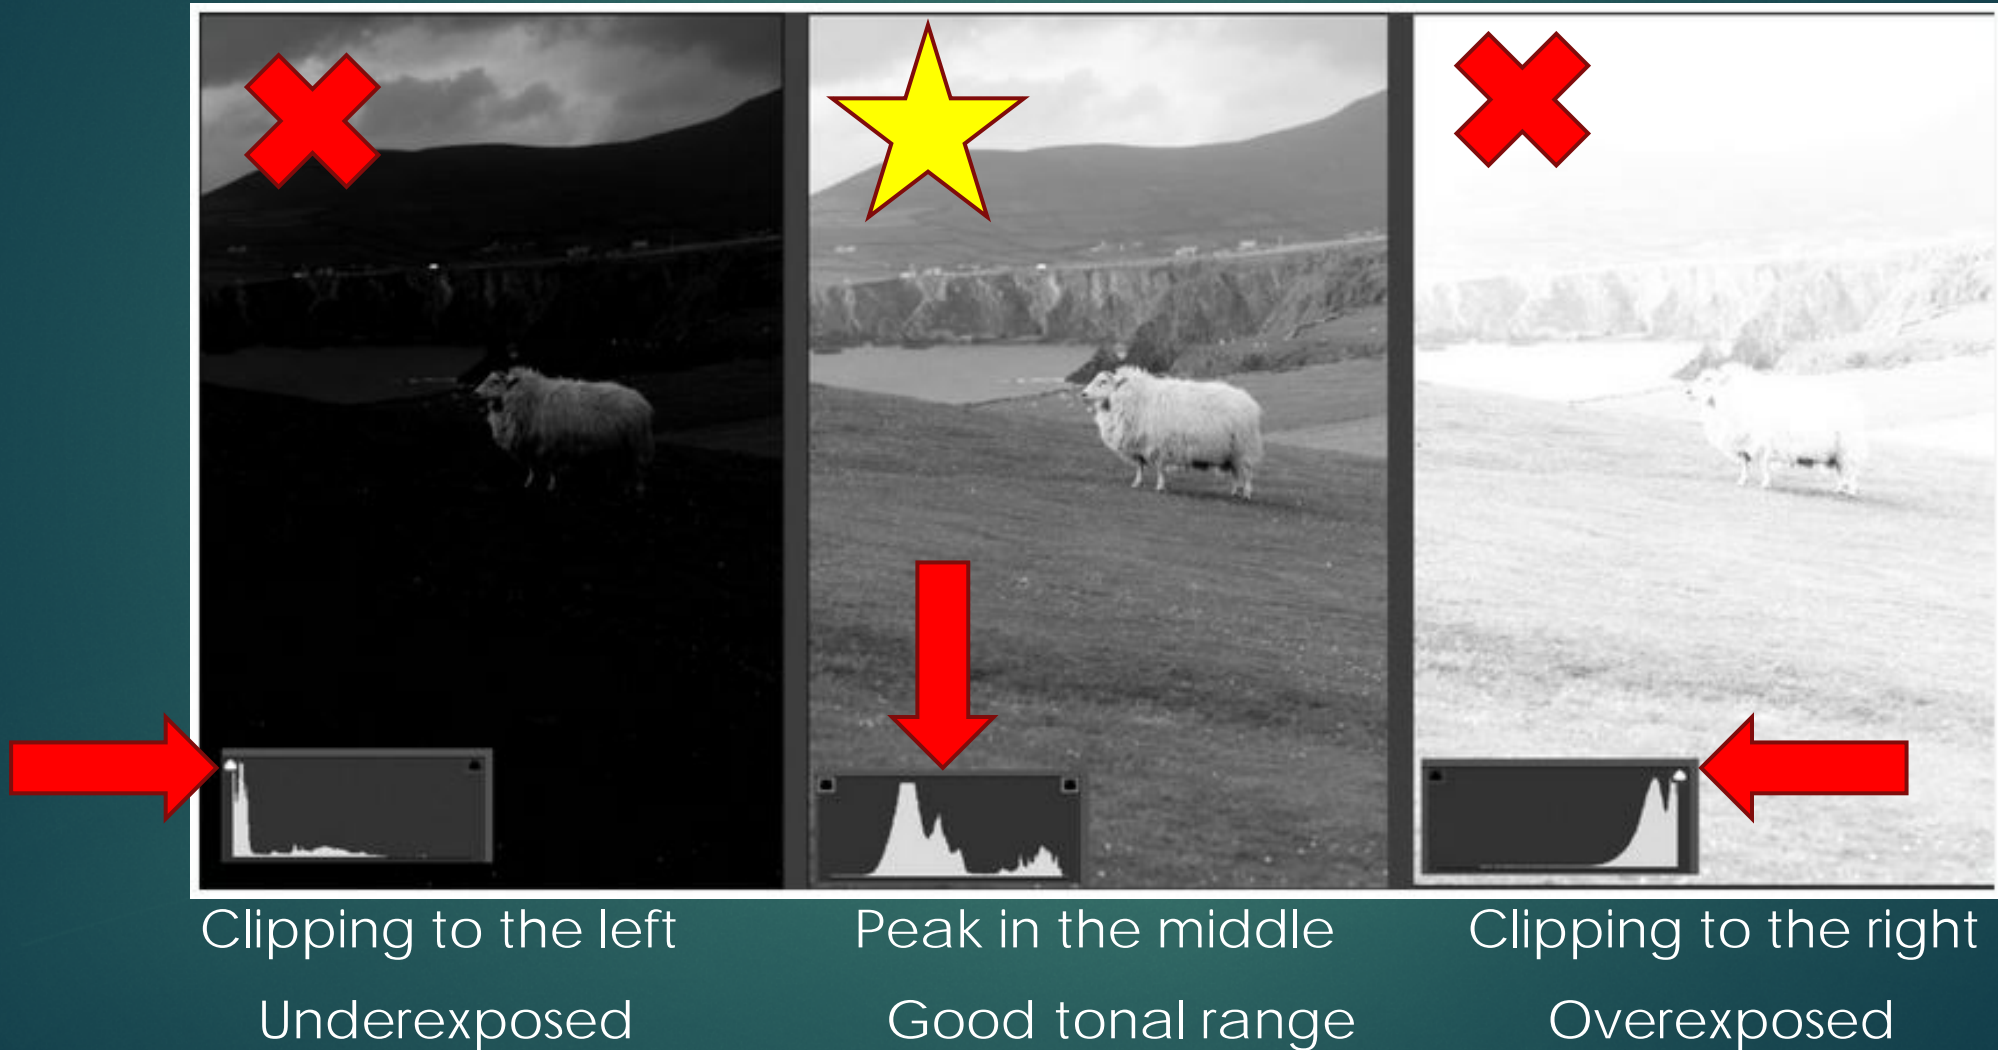 Clipping to the left
Underexposed
Peak in the middle
Good tonal range
Clipping to the right
Overexposed